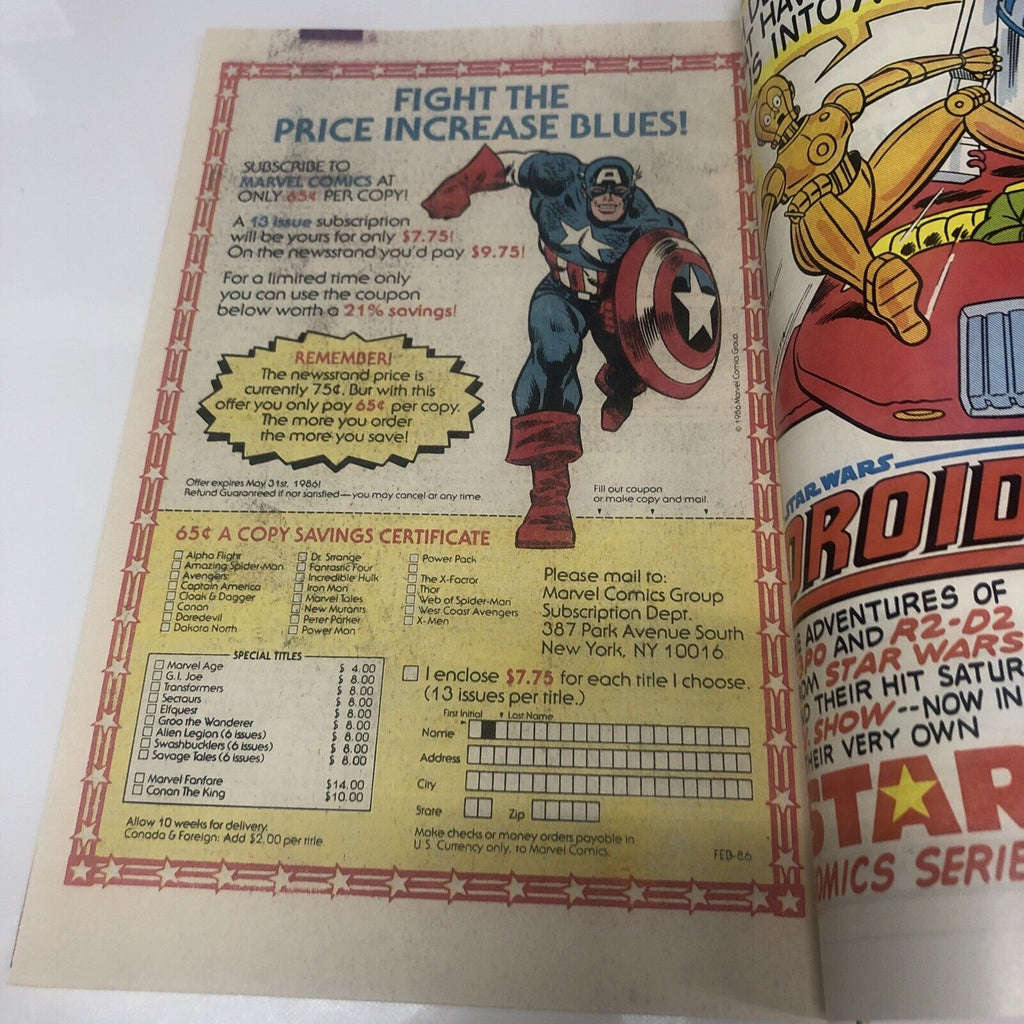 FIGHT THE
PRICE INCREASE BLUES!
SUBSCRIBE TO
MARVEL COMICS AT
ONLY 65¢ PER COPY!
A 13 issue subscription
will be yours for only $7.75!
On the newsstand you'd pay $9.75!
For a limited time only
you can use the coupon
below worth a 21% savings!
REMEMBER!
The newsstand price is
currently 75¢. But with this
offer you only pay 65¢ per copy.
The more you order
the more you save!
© 1986 Marvel Comics Group
Offer expires May 31st, 1986!
Refund Guaranteed if not satisfied—you may cancel at any time.
Fill out coupon
or make copy and mail.
65¢ A COPY SAVINGS CERTIFICATE
Alpha Flight
Amazing Spider-Man
Avengers
Captain America
Cloak & Dagger
Conan
Daredevil
Dakota North
Dr. Strange
Fantastic Four
Incredible Hulk
Iron Man
Marvel Tales
New Mutants
Peter Parker
Power Man
Power Pack
The X-Factor
Thor
Web of Spider-Man
West Coast Avengers
X-Men
Please mail to:
Marvel Comics Group
Subscription Dept.
387 Park Avenue South
New York, NY 10016
SPECIAL TITLES
Marvel Age $ 4.00
G.I. Joe $ 8.00
Transformers $ 8.00
Sectaurs $ 8.00
Elfquest $ 8.00
Groo the Wanderer $ 8.00
Alien Legion (6 issues) $ 8.00
Swashbucklers (6 issues) $ 8.00
Savage Tales (6 issues) $ 8.00
Marvel Fanfare $14.00
Conan The King $10.00
I enclose $7.75 for each title I choose.
(13 issues per title.)
First Initial Last Name
Name
Address
City
State Zip
Allow 10 weeks for delivery.
Canada & Foreign: Add $2.00 per title
Make checks or money orders payable in
U.S. Currency only, to Marvel Comics.
FEB-86
INTO
STAR WARS
DROID
ADVENTURES OF
AND R2-D2
STAR WARS
THEIR HIT SATUR
SHOW--NOW IN
THEIR VERY OWN
STAR
COMICS SERIE